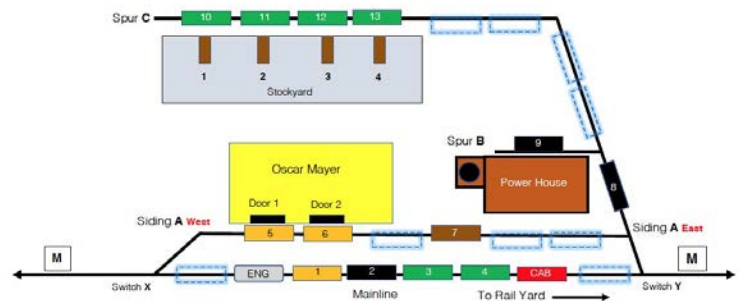 Spur C
10 11 12 13
1 2 3 4
Stockyard
Spur B
9
Oscar Mayer
Power House
8
Door 1 Door 2
Siding A West
5 6 7
Siding A East
M
M
Switch X
ENG 1 2 3 4 CAB
Switch Y
Mainline
To Rail Yard